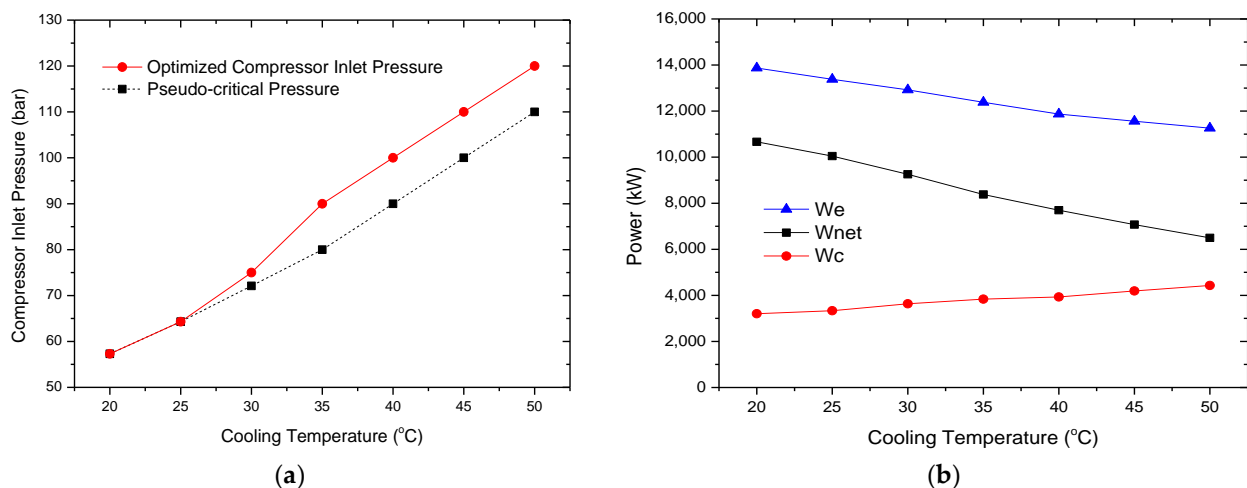 130
120
110
100
90
80
70
60
50
Compressor Inlet Pressure (bar)
Optimized Compressor Inlet Pressure
Pseudo-critical Pressure
20 25 30 35 40 45 50
Cooling Temperature (°C)
(a)
16,000
14,000
12,000
10,000
8,000
6,000
4,000
2,000
0
Power (kW)
We
Wnet
Wc
20 25 30 35 40 45 50
Cooling Temperature (°C)
(b)